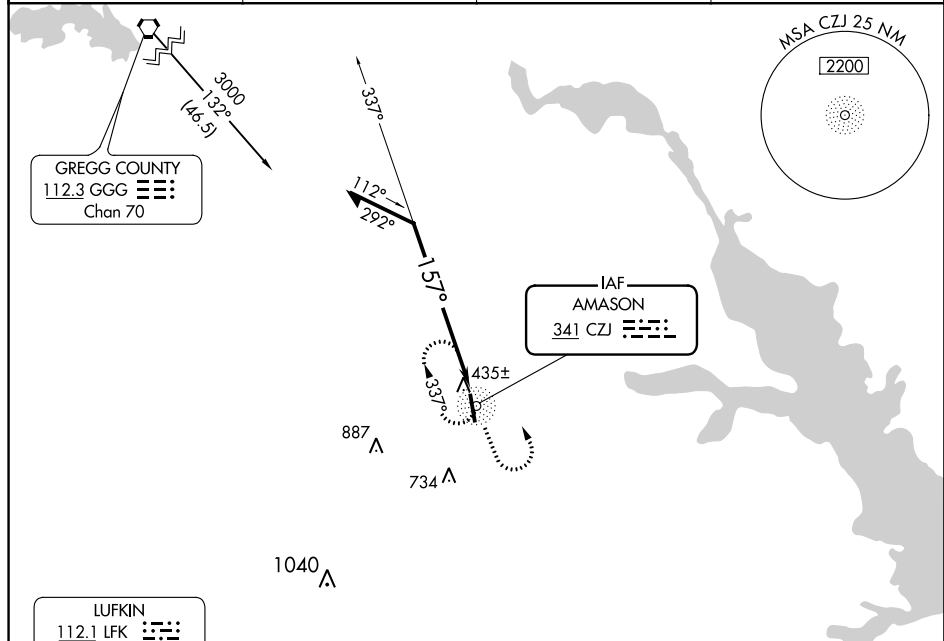 MSA CZJ 25 NM
2200
3000
132°
(46.5)
337°
GREGG COUNTY
112.3 GGG
Chan 70
112°
292°
157°
IAF
AMASON
341 CZJ
435±
337°
887
734
1040
LUFKIN
112.1 LFK